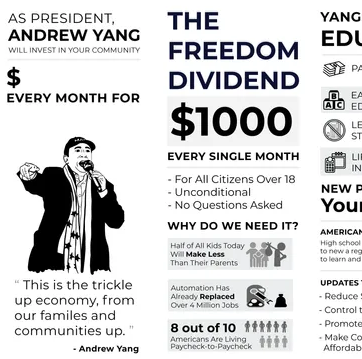 AS PRESIDENT,
ANDREW YANG
WILL INVEST IN YOUR COMMUNITY
$
EVERY MONTH FOR
" This is the trickle
up economy, from
our familes and
communities up. "
- Andrew Yang
THE
FREEDOM
DIVIDEND
$1000
EVERY SINGLE MONTH
- For All Citizens Over 18
- Unconditional
- No Questions Asked
WHY DO WE NEED IT?
Half of All Kids Today
Will Make Less
Than Their Parents
Automation Has
Already Replaced
Over 4 Million Jobs
8 out of 10
Americans Are Living
Paycheck-to-Paycheck
YANG
EDU
PA
ABC
EA
ED
LE
ST
LI
IN
NEW P
Your
AMERICAN
High school
to new a reg
to learn and
UPDATES
- Reduce S
- Control t
- Promote
- Make Co
Affordab